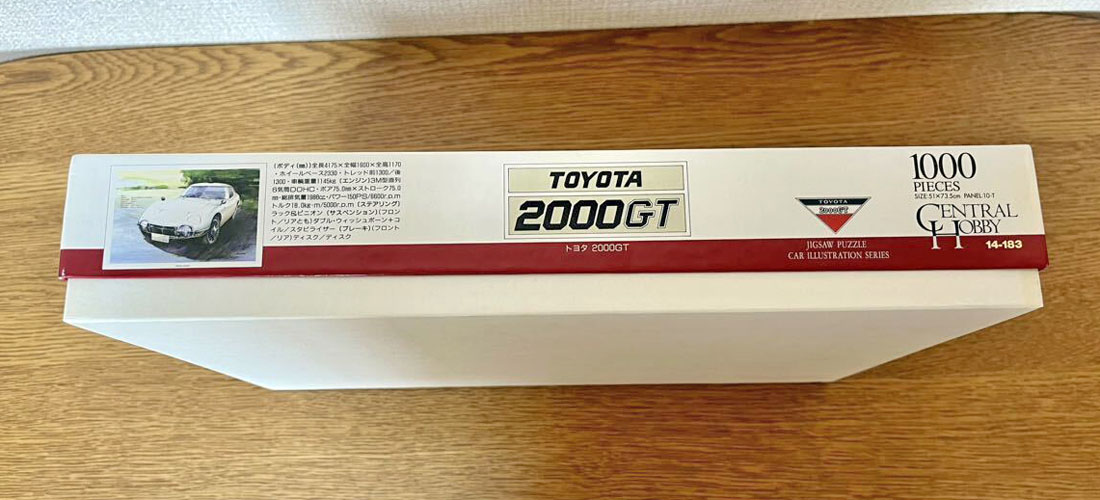 (ボディ(㎜))全長4175×全幅1600×全高1170
・ホイールベース2330・トレッド前1300/後
1300・車輌重量1145kg (エンジン)3M型直列
6気筒DOHC・ボア75.0㎜×ストローク75.0
㎜・総排気量1988cc・パワー150PS/6600r.p.m
トルク18.0kg-m/5000r.p.m (ステアリング)
ラック&ピニオン (サスペンション)(フロン
ト/リアとも)ダブル・ウィッシュボーン+コ
イル/スタビライザー (ブレーキ)(フロント
/リア)ディスク/ディスク
TOYOTA
2000GT
トヨタ 2000GT
TOYOTA
2000GT
JIGSAW PUZZLE
CAR ILLUSTRATION SERIES
1000
PIECES
SIZE:51×73.5cm PANEL:10-T
CENTRAL
HOBBY
14-183